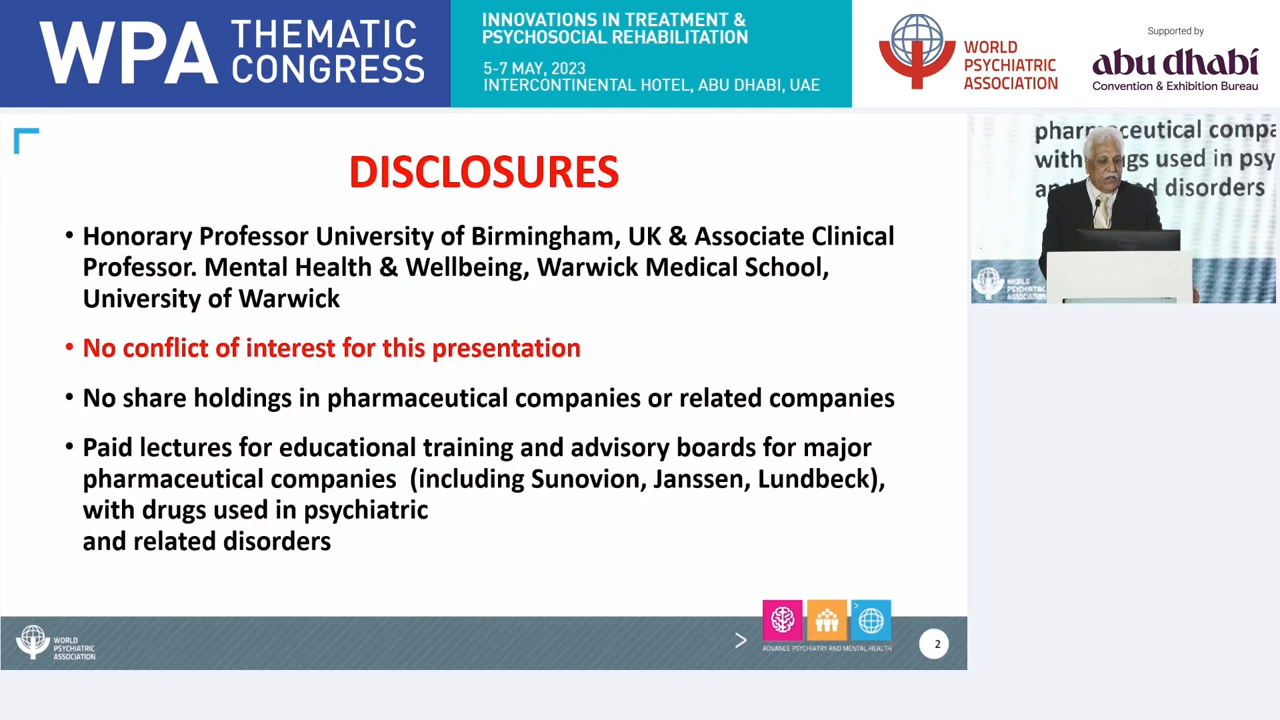 WPA THEMATIC
CONGRESS
INNOVATIONS IN TREATMENT &
PSYCHOSOCIAL REHABILITATION
5-7 MAY, 2023
INTERCONTINENTAL HOTEL, ABU DHABI, UAE
WORLD
PSYCHIATRIC
ASSOCIATION
Supported by
abu dhabi
Convention & Exhibition Bureau
DISCLOSURES
• Honorary Professor University of Birmingham, UK & Associate Clinical
Professor. Mental Health & Wellbeing, Warwick Medical School,
University of Warwick
• No conflict of interest for this presentation
• No share holdings in pharmaceutical companies or related companies
• Paid lectures for educational training and advisory boards for major
pharmaceutical companies (including Sunovion, Janssen, Lundbeck),
with drugs used in psychiatric
and related disorders
WORLD
PSYCHIATRIC
ASSOCIATION
ADVANCE PSYCHIATRY AND MENTAL HEALTH
2
with used in
disorders
WORLD
PSYCHIATRIC
ASSOCIATION